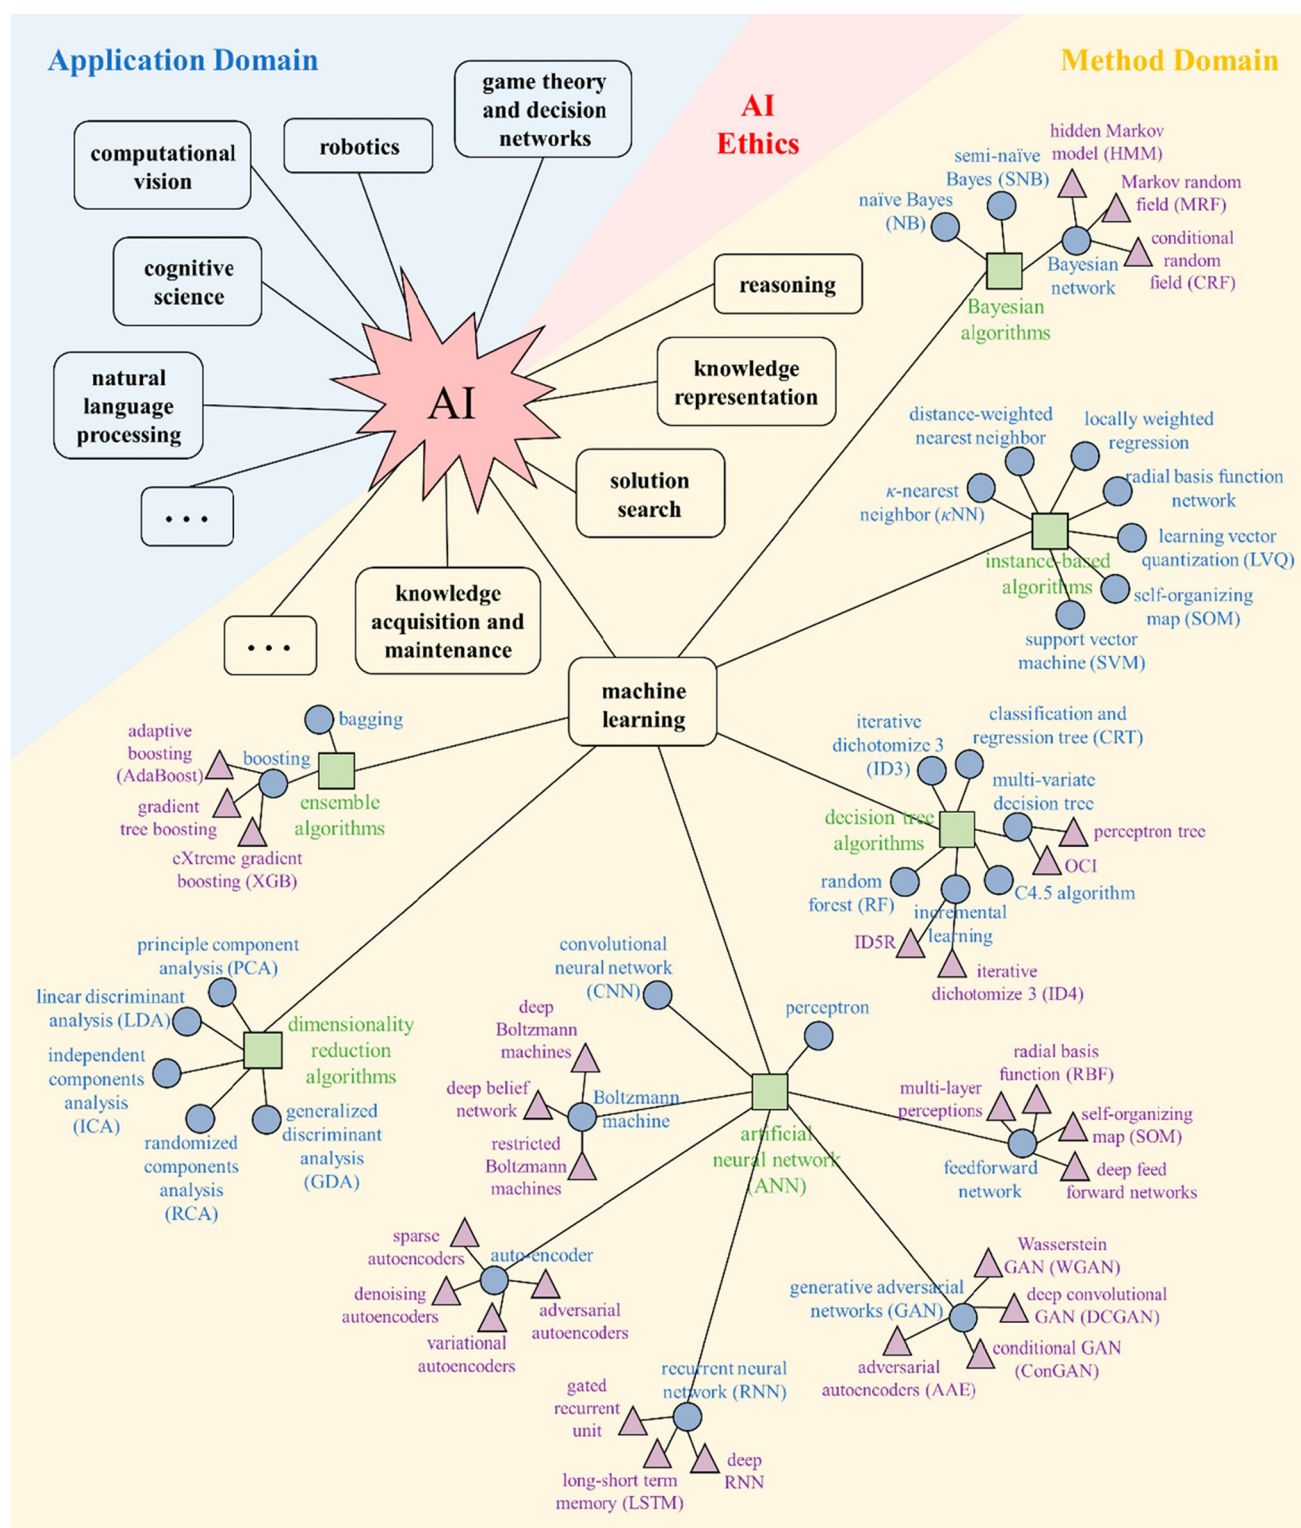 Application Domain
AI
Ethics
Method Domain
computational
vision
robotics
game theory
and decision
networks
cognitive
science
natural
language
processing
...
AI
reasoning
knowledge
representation
solution
search
knowledge
acquisition and
maintenance
...
machine
learning
hidden Markov
model (HMM)
semi-naïve
Bayes (SNB)
naïve Bayes
(NB)
Markov random
field (MRF)
conditional
random
field (CRF)
Bayesian
network
Bayesian
algorithms
distance-weighted
nearest neighbor
locally weighted
regression
κ-nearest
neighbor (κNN)
radial basis function
network
learning vector
quantization (LVQ)
instance-based
algorithms
self-organizing
map (SOM)
support vector
machine (SVM)
bagging
adaptive
boosting
(AdaBoost)
boosting
gradient
tree boosting
ensemble
algorithms
eXtreme gradient
boosting (XGB)
iterative
dichotomize 3
(ID3)
classification and
regression tree (CRT)
multi-variate
decision tree
decision tree
algorithms
perceptron tree
OCI
random
forest (RF)
C4.5 algorithm
incremental
learning
ID5R
iterative
dichotomize 3 (ID4)
principle component
analysis (PCA)
linear discriminant
analysis (LDA)
dimensionality
reduction
algorithms
independent
components
analysis
(ICA)
randomized
components
analysis
(RCA)
generalized
discriminant
analysis
(GDA)
convolutional
neural network
(CNN)
perceptron
deep
Boltzmann
machines
deep belief
network
Boltzmann
machine
restricted
Boltzmann
machines
artificial
neural network
(ANN)
radial basis
function (RBF)
multi-layer
perceptions
self-organizing
map (SOM)
feedforward
network
deep feed
forward networks
sparse
autoencoders
auto-encoder
denoising
autoencoders
variational
autoencoders
adversarial
autoencoders
Wasserstein
GAN (WGAN)
generative adversarial
networks (GAN)
deep convolutional
GAN (DCGAN)
conditional GAN
(ConGAN)
adversarial
autoencoders (AAE)
recurrent neural
network (RNN)
gated
recurrent
unit
long-short term
memory (LSTM)
deep
RNN